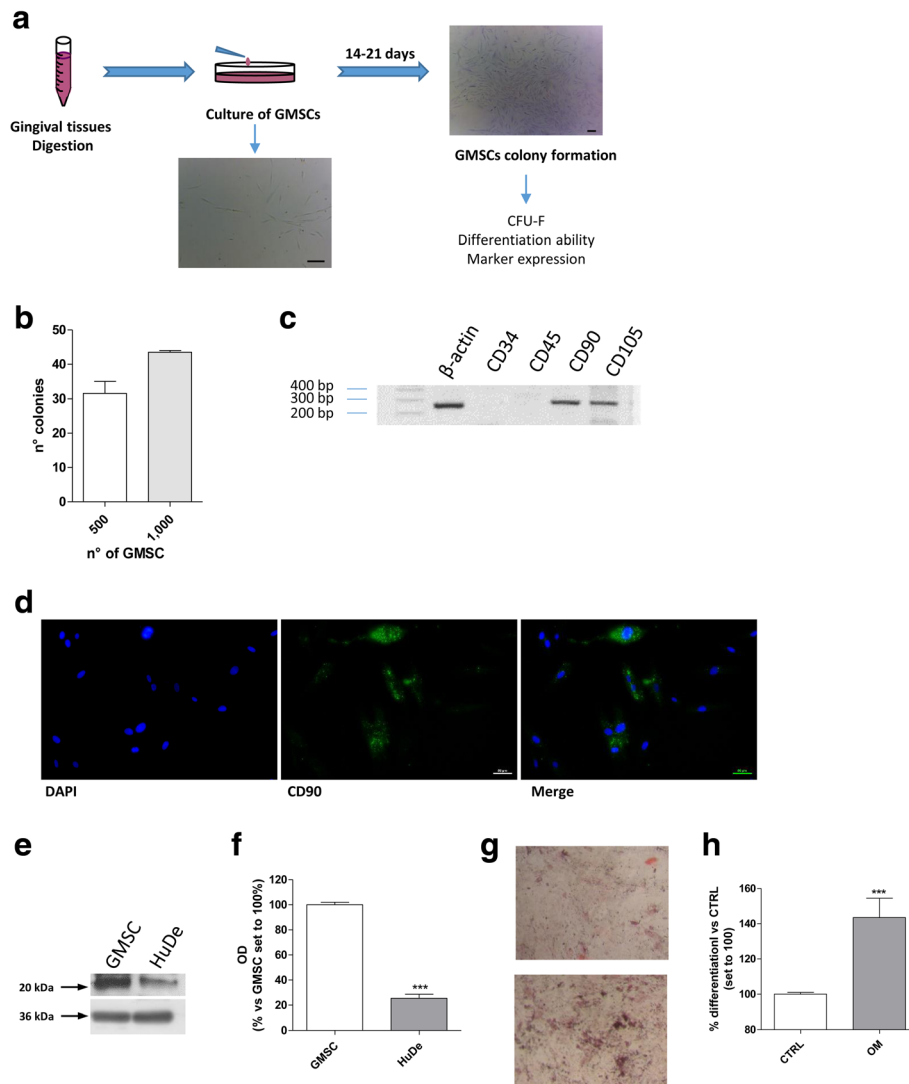 a
14-21 days
Gingival tissues
Digestion
Culture of GMSCs
GMSCs colony formation
CFU-F
Differentiation ability
Marker expression
b
50
40
30
20
10
0
n° colonies
500
1,000
n° of GMSC
c
β-actin
CD34
CD45
CD90
CD105
400 bp
300 bp
200 bp
d
DAPI
CD90
Merge
e
GMSC
HuDe
20 kDa
36 kDa
f
OD
(% vs GMSC set to 100%)
120
100
80
60
40
20
0
***
GMSC
HuDe
g
h
% differentiationl vs CTRL
(set to 100)
160
140
120
100
80
***
CTRL
OM